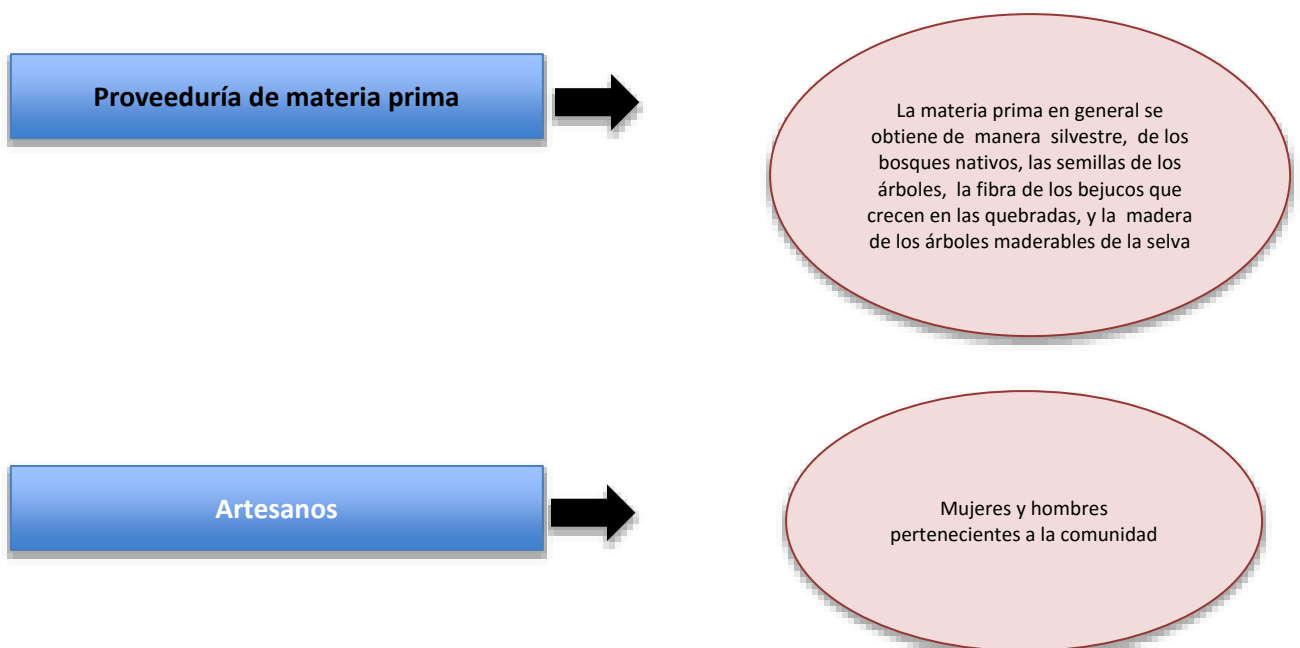 Proveeduría de materia prima
La materia prima en general se
obtiene de manera silvestre, de los
bosques nativos, las semillas de los
árboles, la fibra de los bejucos que
crecen en las quebradas, y la madera
de los árboles maderables de la selva
Artesanos
Mujeres y hombres
pertenecientes a la comunidad